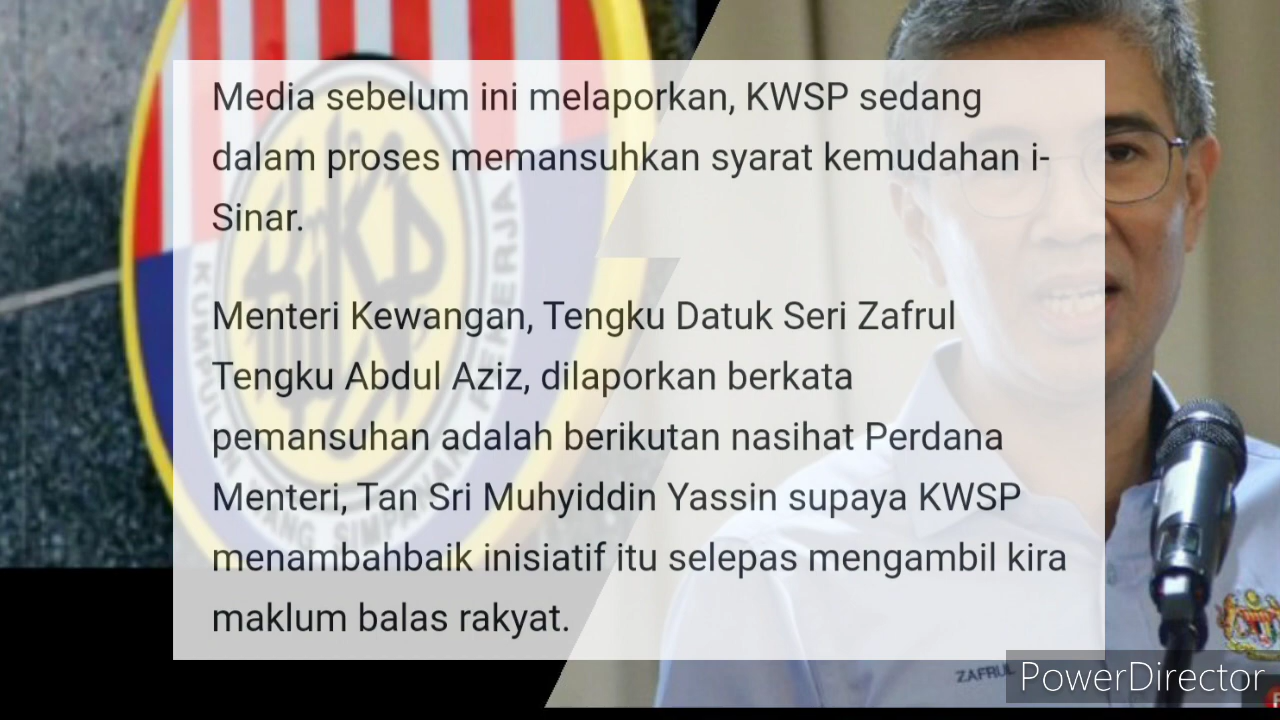 Media sebelum ini melaporkan, KWSP sedang
dalam proses memansuhkan syarat kemudahan i-
Sinar.
Menteri Kewangan, Tengku Datuk Seri Zafrul
Tengku Abdul Aziz, dilaporkan berkata
pemansuhan adalah berikutan nasihat Perdana
Menteri, Tan Sri Muhyiddin Yassin supaya KWSP
menambahbaik inisiatif itu selepas mengambil kira
maklum balas rakyat.
ZAFRUL
PowerDirector